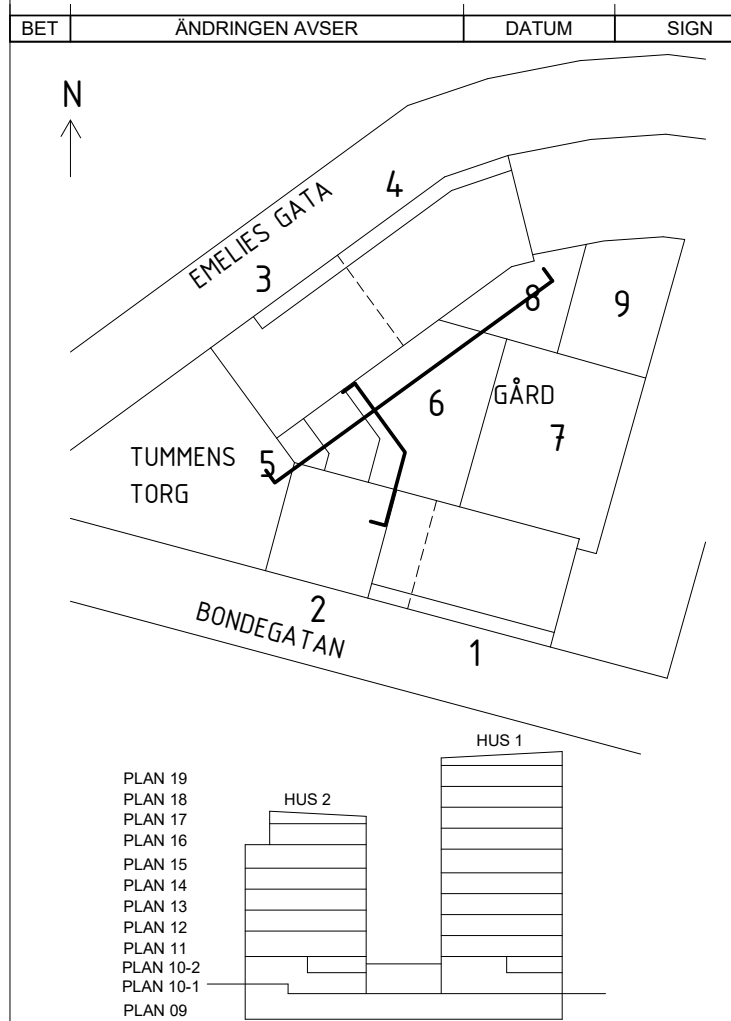 BET ÄNDRINGEN AVSER DATUM SIGN
N
4
EMELIES GATA
3
8
9
GÅRD
6
7
TUMMENS
TORG
5
2
BONDEGATAN
1
HUS 1
PLAN 19
PLAN 18
HUS 2
PLAN 17
PLAN 16
PLAN 15
PLAN 14
PLAN 13
PLAN 12
PLAN 11
PLAN 10-2
PLAN 10-1
PLAN 09